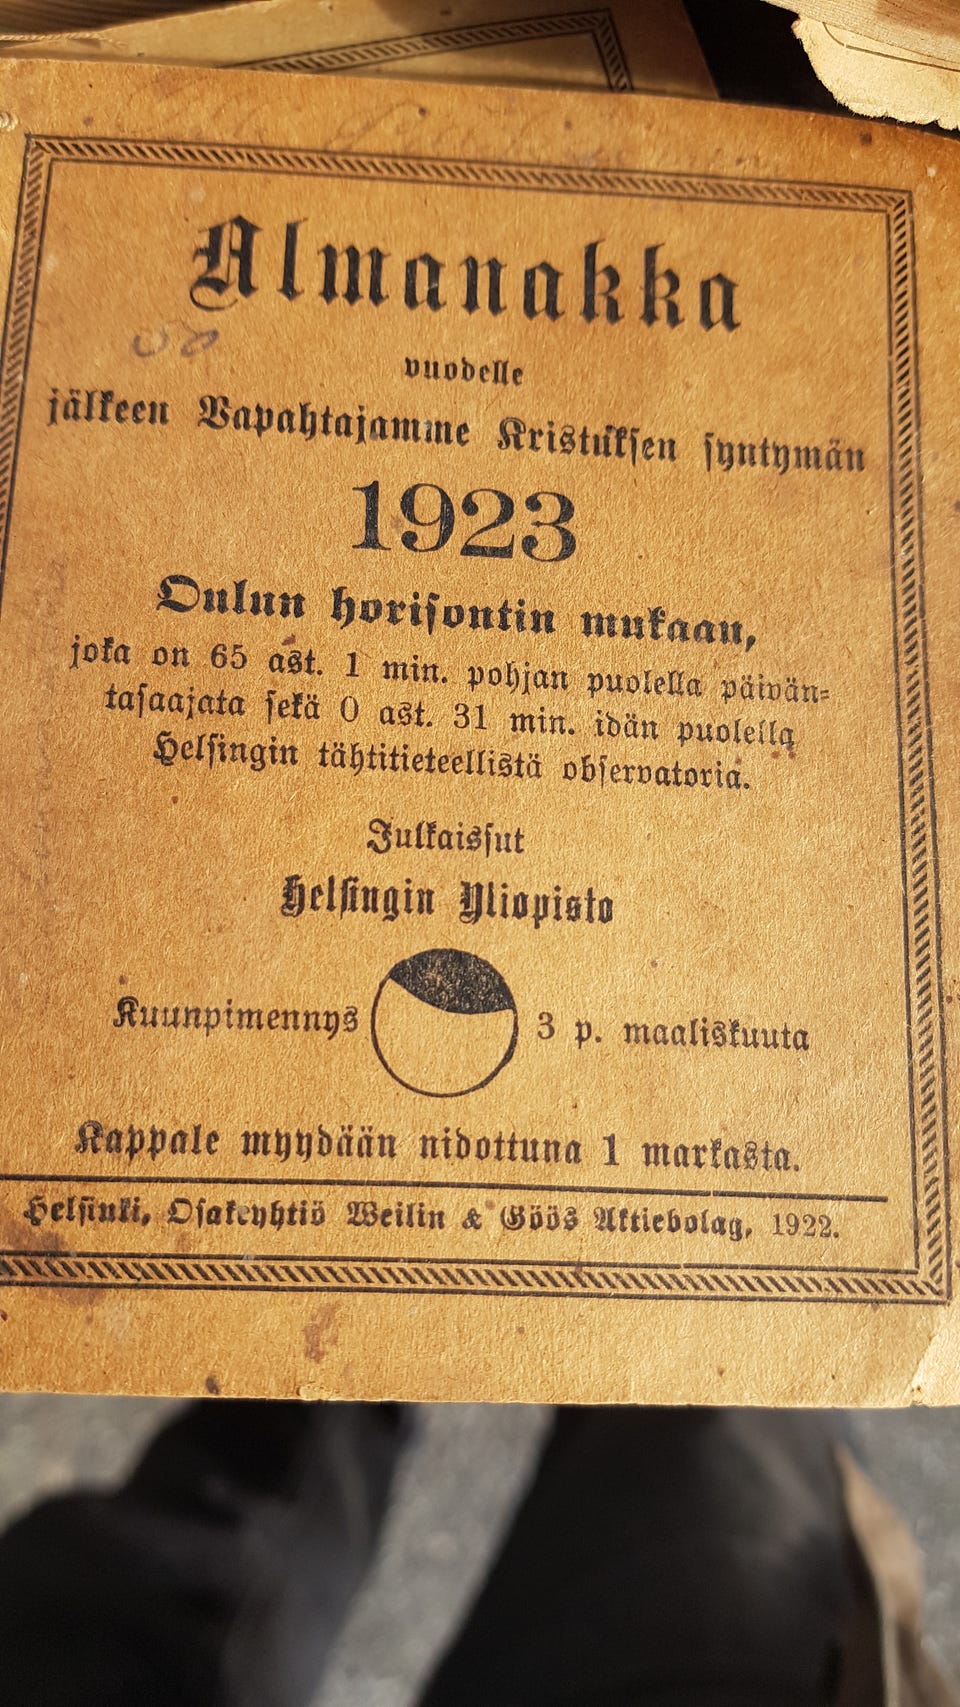 Almanakka
vuodelle
jälkeen Vapahtajamme Kristuksen syntymän
1923
Oulun horisontin mukaan,
joka on 65 ast. 1 min. pohjan puolella päivän-
tasaajata sekä 0 ast. 31 min. idän puolella
Helsingin tähtitieteellistä observatoria.
Julkaissut
Helsingin Yliopisto
Kuunpimennys 3 p. maaliskuuta
Kappale myydään nidottuna 1 markasta.
Helsinki, Osakeyhtiö Weilin & Göös Aktiebolag, 1922.